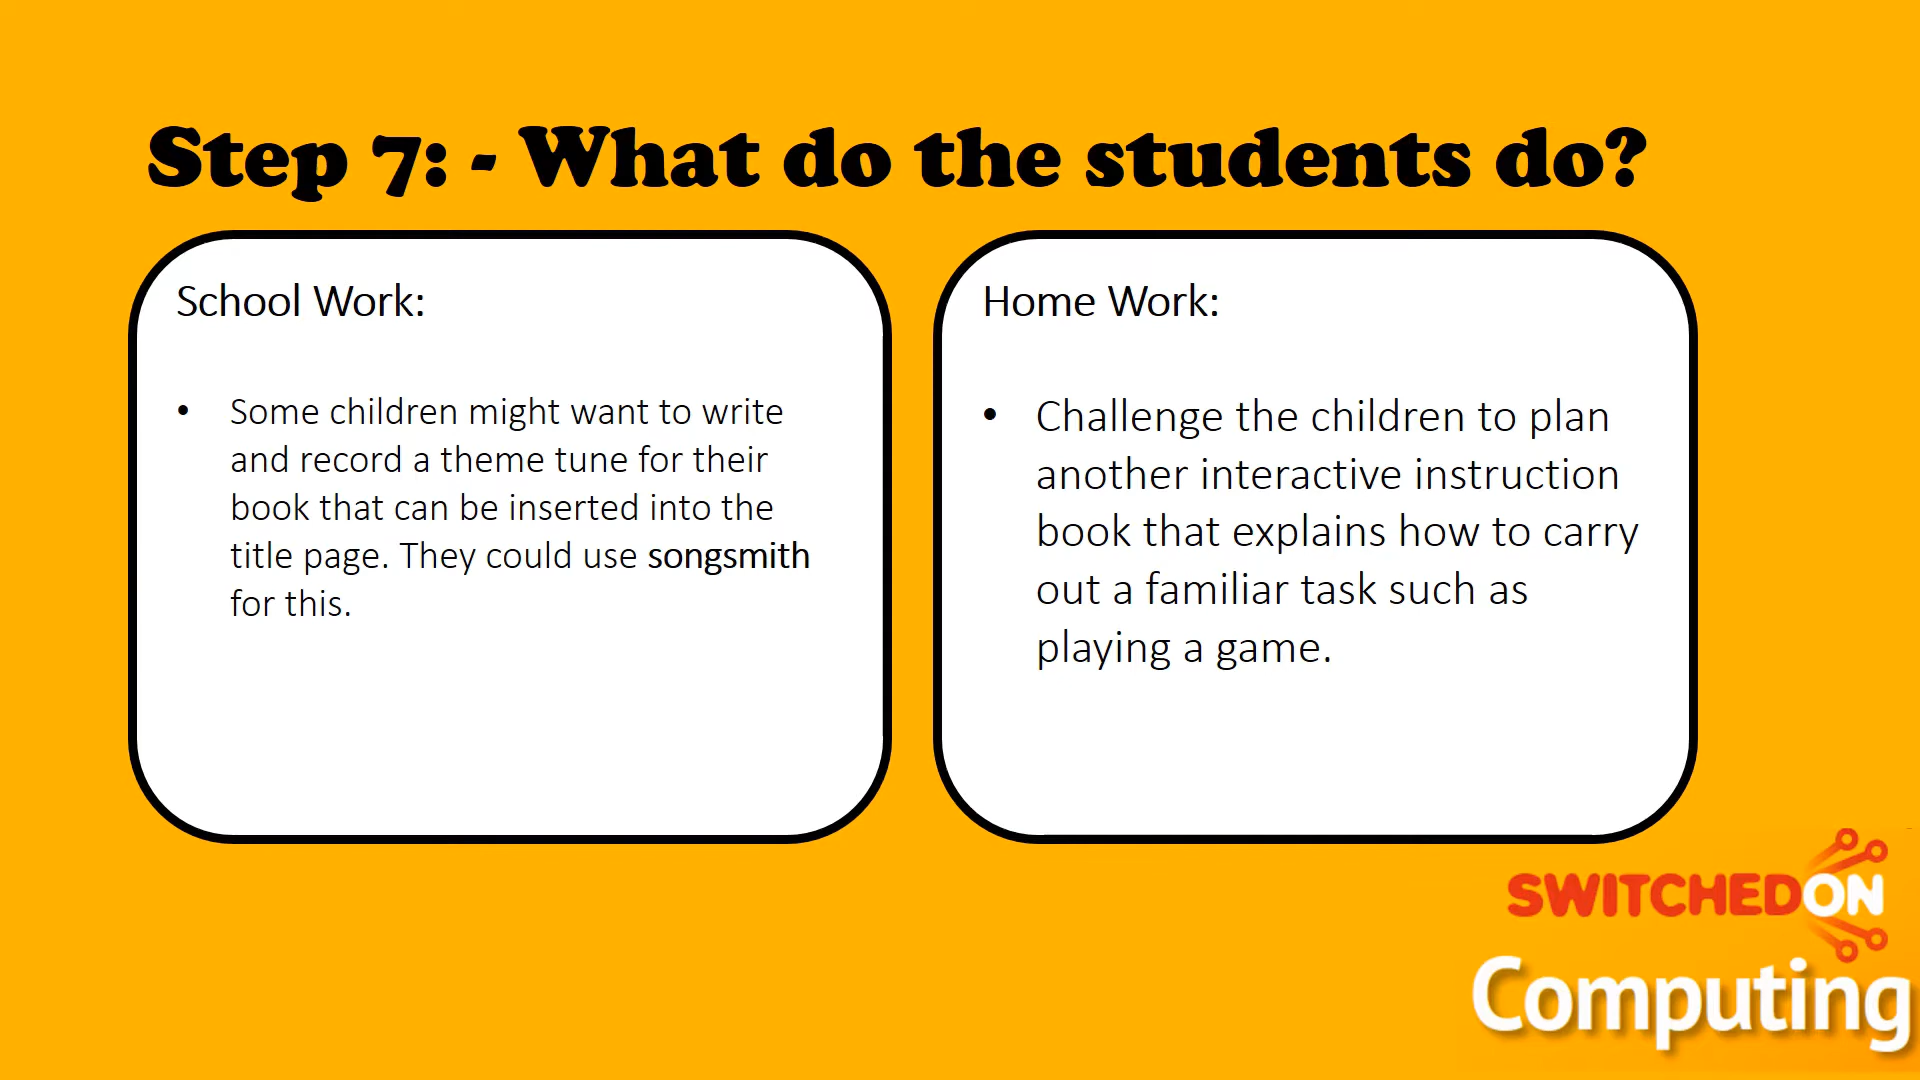 Step 7: - What do the students do?
School Work:
• Some children might want to write
and record a theme tune for their
book that can be inserted into the
title page. They could use songsmith
for this.
Home Work:
• Challenge the children to plan
another interactive instruction
book that explains how to carry
out a familiar task such as
playing a game.
SWITCHEDON
Computing